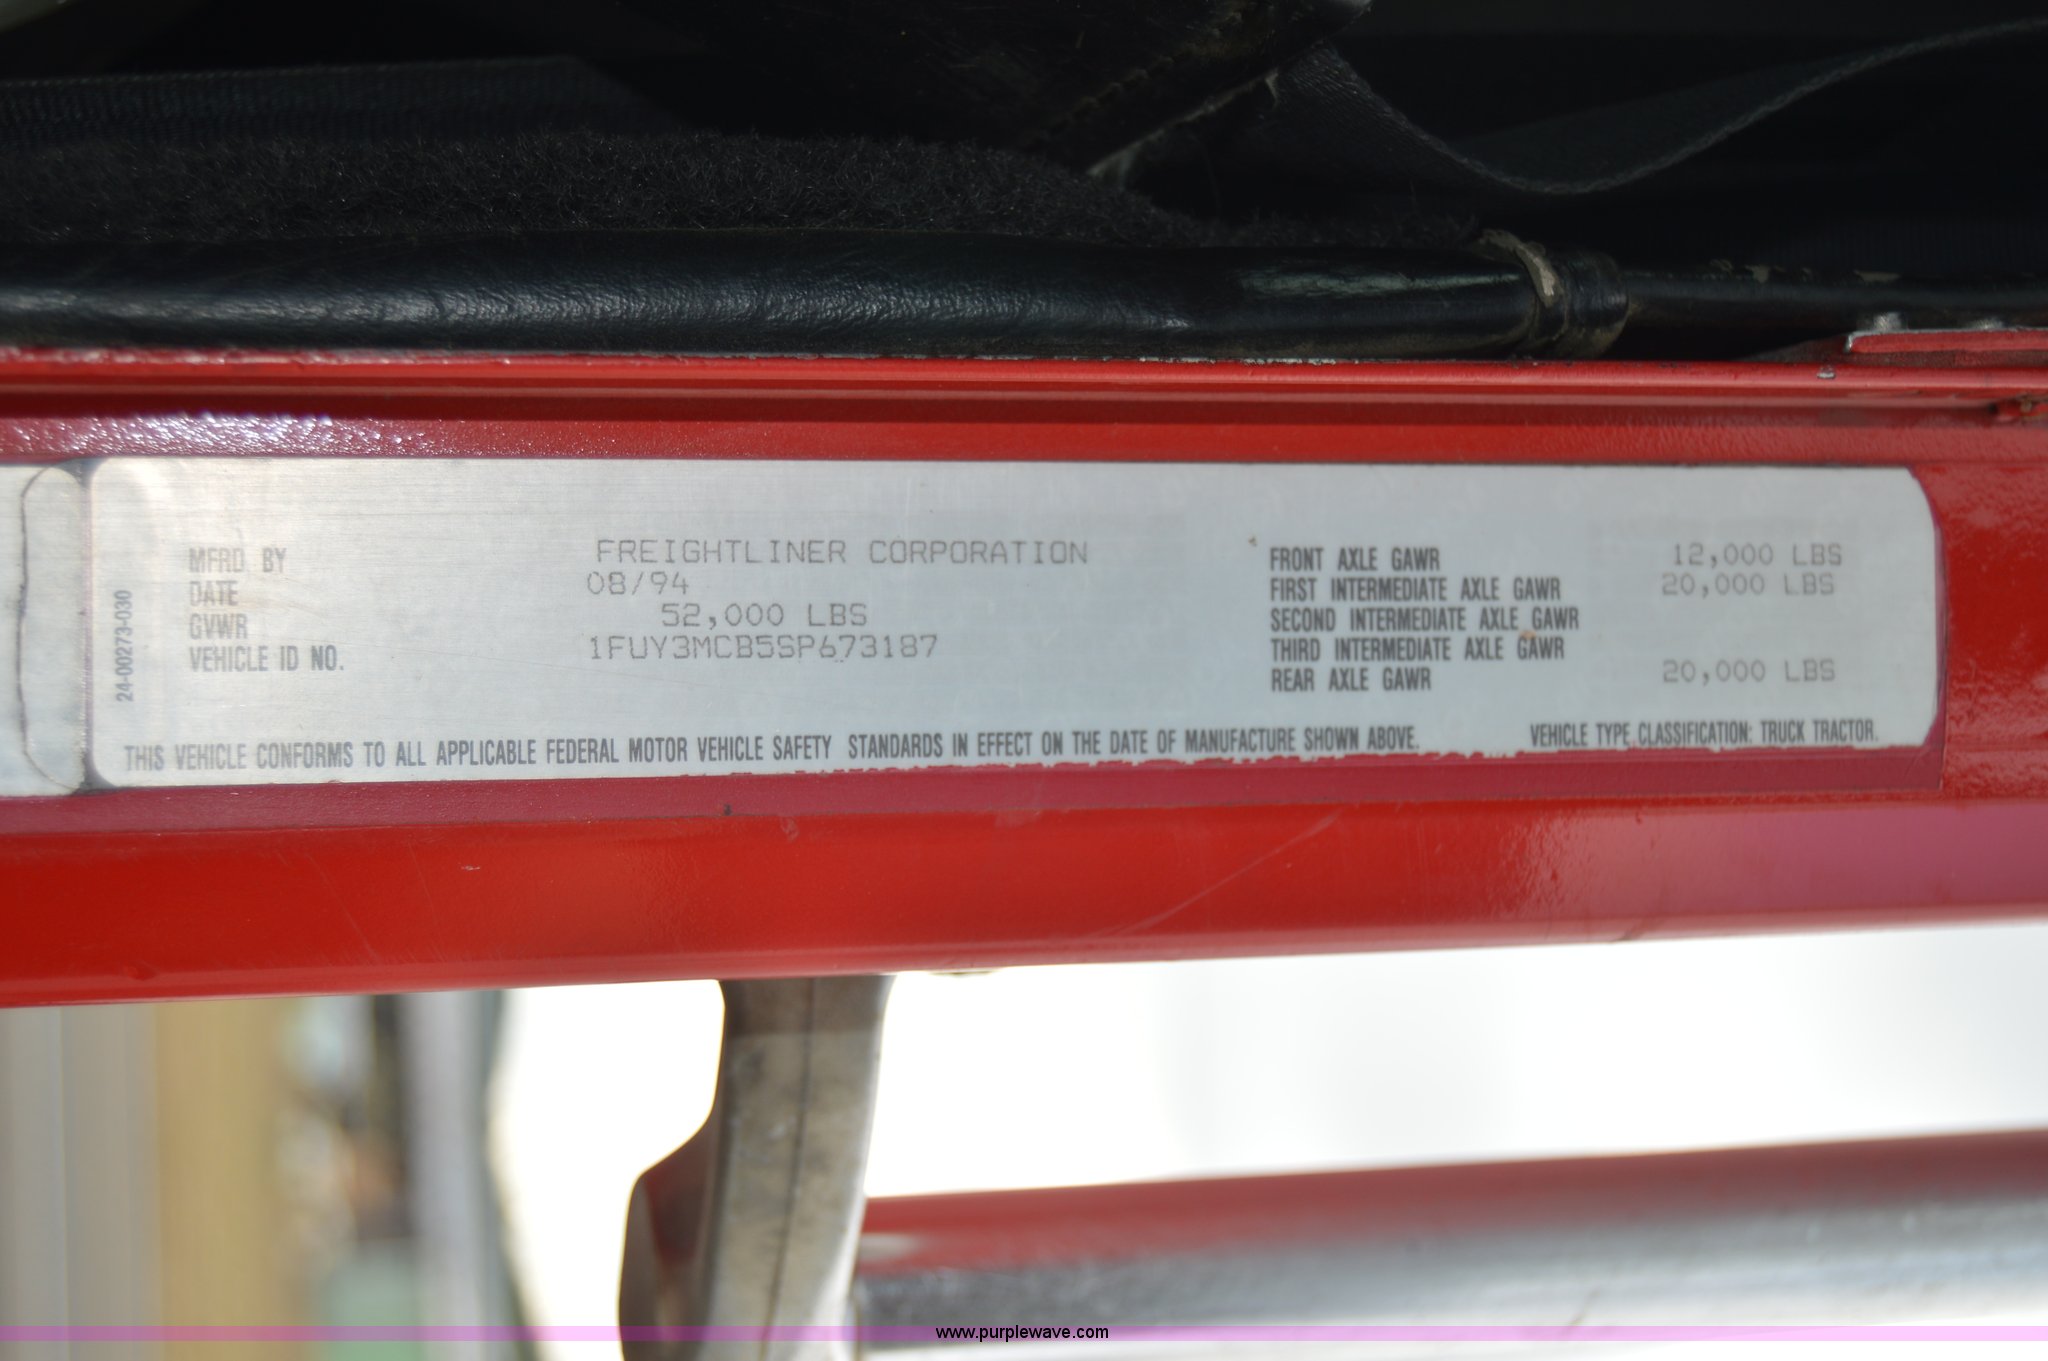 24-00273-030
MFRD BY FREIGHTLINER CORPORATION
DATE 08/94
GVWR 52,000 LBS
VEHICLE ID NO. 1FUY3MCB5SP673187
FRONT AXLE GAWR 12,000 LBS
FIRST INTERMEDIATE AXLE GAWR 20,000 LBS
SECOND INTERMEDIATE AXLE GAWR
THIRD INTERMEDIATE AXLE GAWR
REAR AXLE GAWR 20,000 LBS
THIS VEHICLE CONFORMS TO ALL APPLICABLE FEDERAL MOTOR VEHICLE SAFETY STANDARDS IN EFFECT ON THE DATE OF MANUFACTURE SHOWN ABOVE. VEHICLE TYPE CLASSIFICATION: TRUCK TRACTOR.
www.purplewave.com